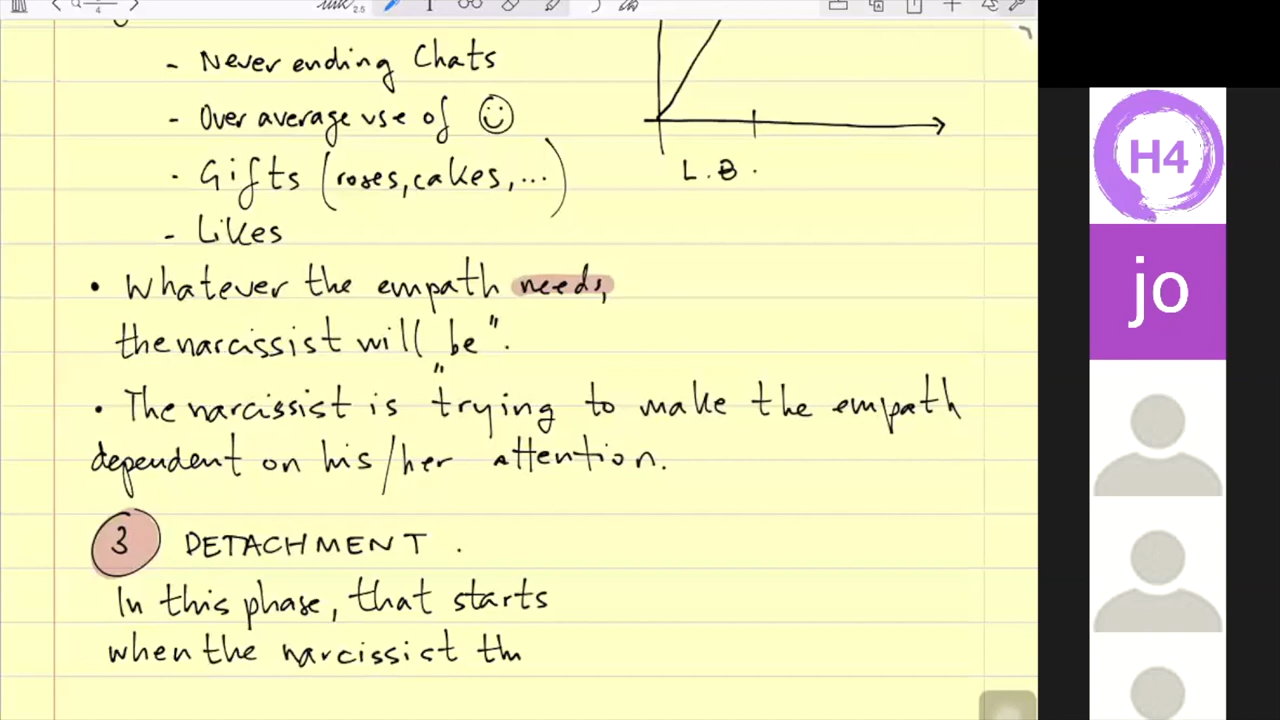 - Never ending Chats
- Over average use of ☺
- Gifts (roses, cakes, ...)
- Likes
L.B.
• Whatever the empath needs,
the narcissist will "be".
• The narcissist is trying to make the empath
dependent on his/her attention.
3 DETACHMENT.
In this phase, that starts
when the narcissist
H4
jo